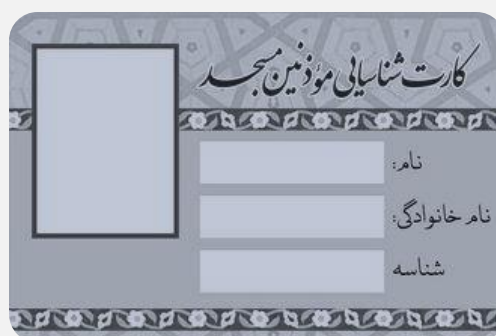 کارت شناسایی مؤذنین مسجد
نام:
نام خانوادگی:
شناسه